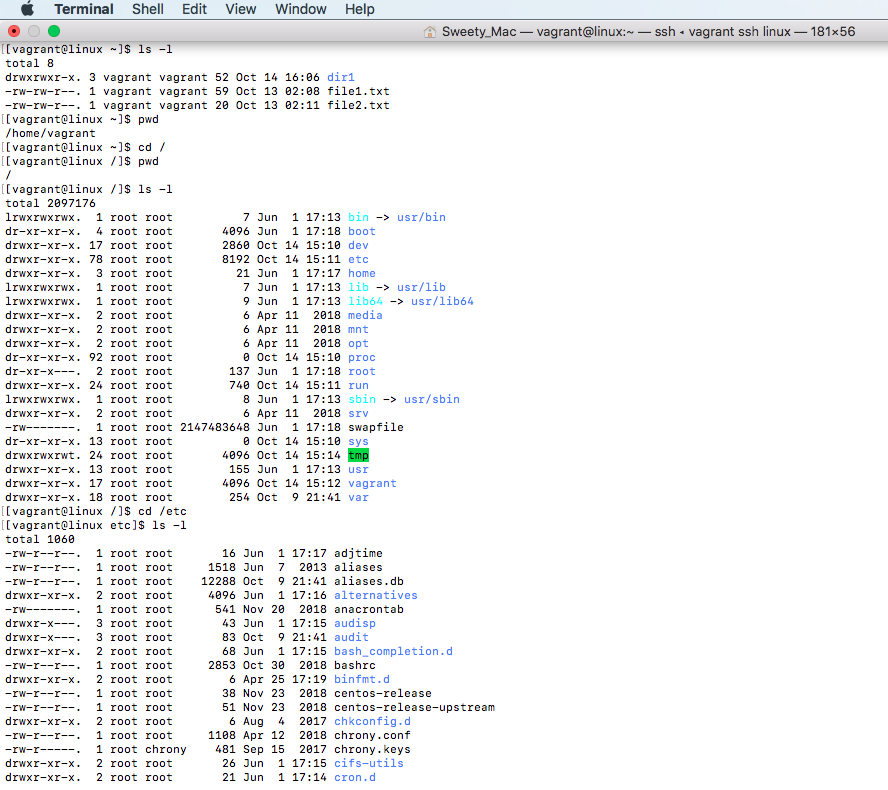 Terminal Shell Edit View Window Help
Sweety_Mac — vagrant@linux:~ — ssh ◂ vagrant ssh linux — 181×56
[[vagrant@linux ~]$ ls -l
total 8
drwxrwxr-x. 3 vagrant vagrant 52 Oct 14 16:06 dir1
-rw-rw-r--. 1 vagrant vagrant 59 Oct 13 02:08 file1.txt
-rw-rw-r--. 1 vagrant vagrant 20 Oct 13 02:11 file2.txt
[[vagrant@linux ~]$ pwd
/home/vagrant
[[vagrant@linux ~]$ cd /
[[vagrant@linux /]$ pwd
/
[[vagrant@linux /]$ ls -l
total 2097176
lrwxrwxrwx.  1 root root          7 Jun  1 17:13 bin -> usr/bin
dr-xr-xr-x.  4 root root       4096 Jun  1 17:18 boot
drwxr-xr-x. 17 root root       2860 Oct 14 15:10 dev
drwxr-xr-x. 78 root root       8192 Oct 14 15:11 etc
drwxr-xr-x.  3 root root         21 Jun  1 17:17 home
lrwxrwxrwx.  1 root root          7 Jun  1 17:13 lib -> usr/lib
lrwxrwxrwx.  1 root root          9 Jun  1 17:13 lib64 -> usr/lib64
drwxr-xr-x.  2 root root          6 Apr 11  2018 media
drwxr-xr-x.  2 root root          6 Apr 11  2018 mnt
drwxr-xr-x.  2 root root          6 Apr 11  2018 opt
dr-xr-xr-x. 92 root root          0 Oct 14 15:10 proc
dr-xr-x---.  2 root root        137 Jun  1 17:18 root
drwxr-xr-x. 24 root root        740 Oct 14 15:11 run
lrwxrwxrwx.  1 root root          8 Jun  1 17:13 sbin -> usr/sbin
drwxr-xr-x.  2 root root          6 Apr 11  2018 srv
-rw-------.  1 root root 2147483648 Jun  1 17:18 swapfile
dr-xr-xr-x. 13 root root          0 Oct 14 15:10 sys
drwxrwxrwt. 24 root root       4096 Oct 14 15:14 tmp
drwxr-xr-x. 13 root root        155 Jun  1 17:13 usr
drwxr-xr-x. 17 root root       4096 Oct 14 15:12 vagrant
drwxr-xr-x. 18 root root        254 Oct  9 21:41 var
[[vagrant@linux /]$ cd /etc
[[vagrant@linux etc]$ ls -l
total 1060
-rw-r--r--.  1 root root       16 Jun  1 17:17 adjtime
-rw-r--r--.  1 root root     1518 Jun  7  2013 aliases
-rw-r--r--.  1 root root    12288 Oct  9 21:41 aliases.db
drwxr-xr-x.  2 root root     4096 Jun  1 17:16 alternatives
-rw-------.  1 root root      541 Nov 20  2018 anacrontab
drwxr-x---.  3 root root       43 Jun  1 17:15 audisp
drwxr-x---.  3 root root       83 Oct  9 21:41 audit
drwxr-xr-x.  2 root root       68 Jun  1 17:15 bash_completion.d
-rw-r--r--.  1 root root     2853 Oct 30  2018 bashrc
drwxr-xr-x.  2 root root        6 Apr 25 17:19 binfmt.d
-rw-r--r--.  1 root root       38 Nov 23  2018 centos-release
-rw-r--r--.  1 root root       51 Nov 23  2018 centos-release-upstream
drwxr-xr-x.  2 root root        6 Aug  4  2017 chkconfig.d
-rw-r--r--.  1 root root     1108 Apr 12  2018 chrony.conf
-rw-r-----.  1 root chrony    481 Sep 15  2017 chrony.keys
drwxr-xr-x.  2 root root       26 Jun  1 17:15 cifs-utils
drwxr-xr-x.  2 root root       21 Jun  1 17:14 cron.d